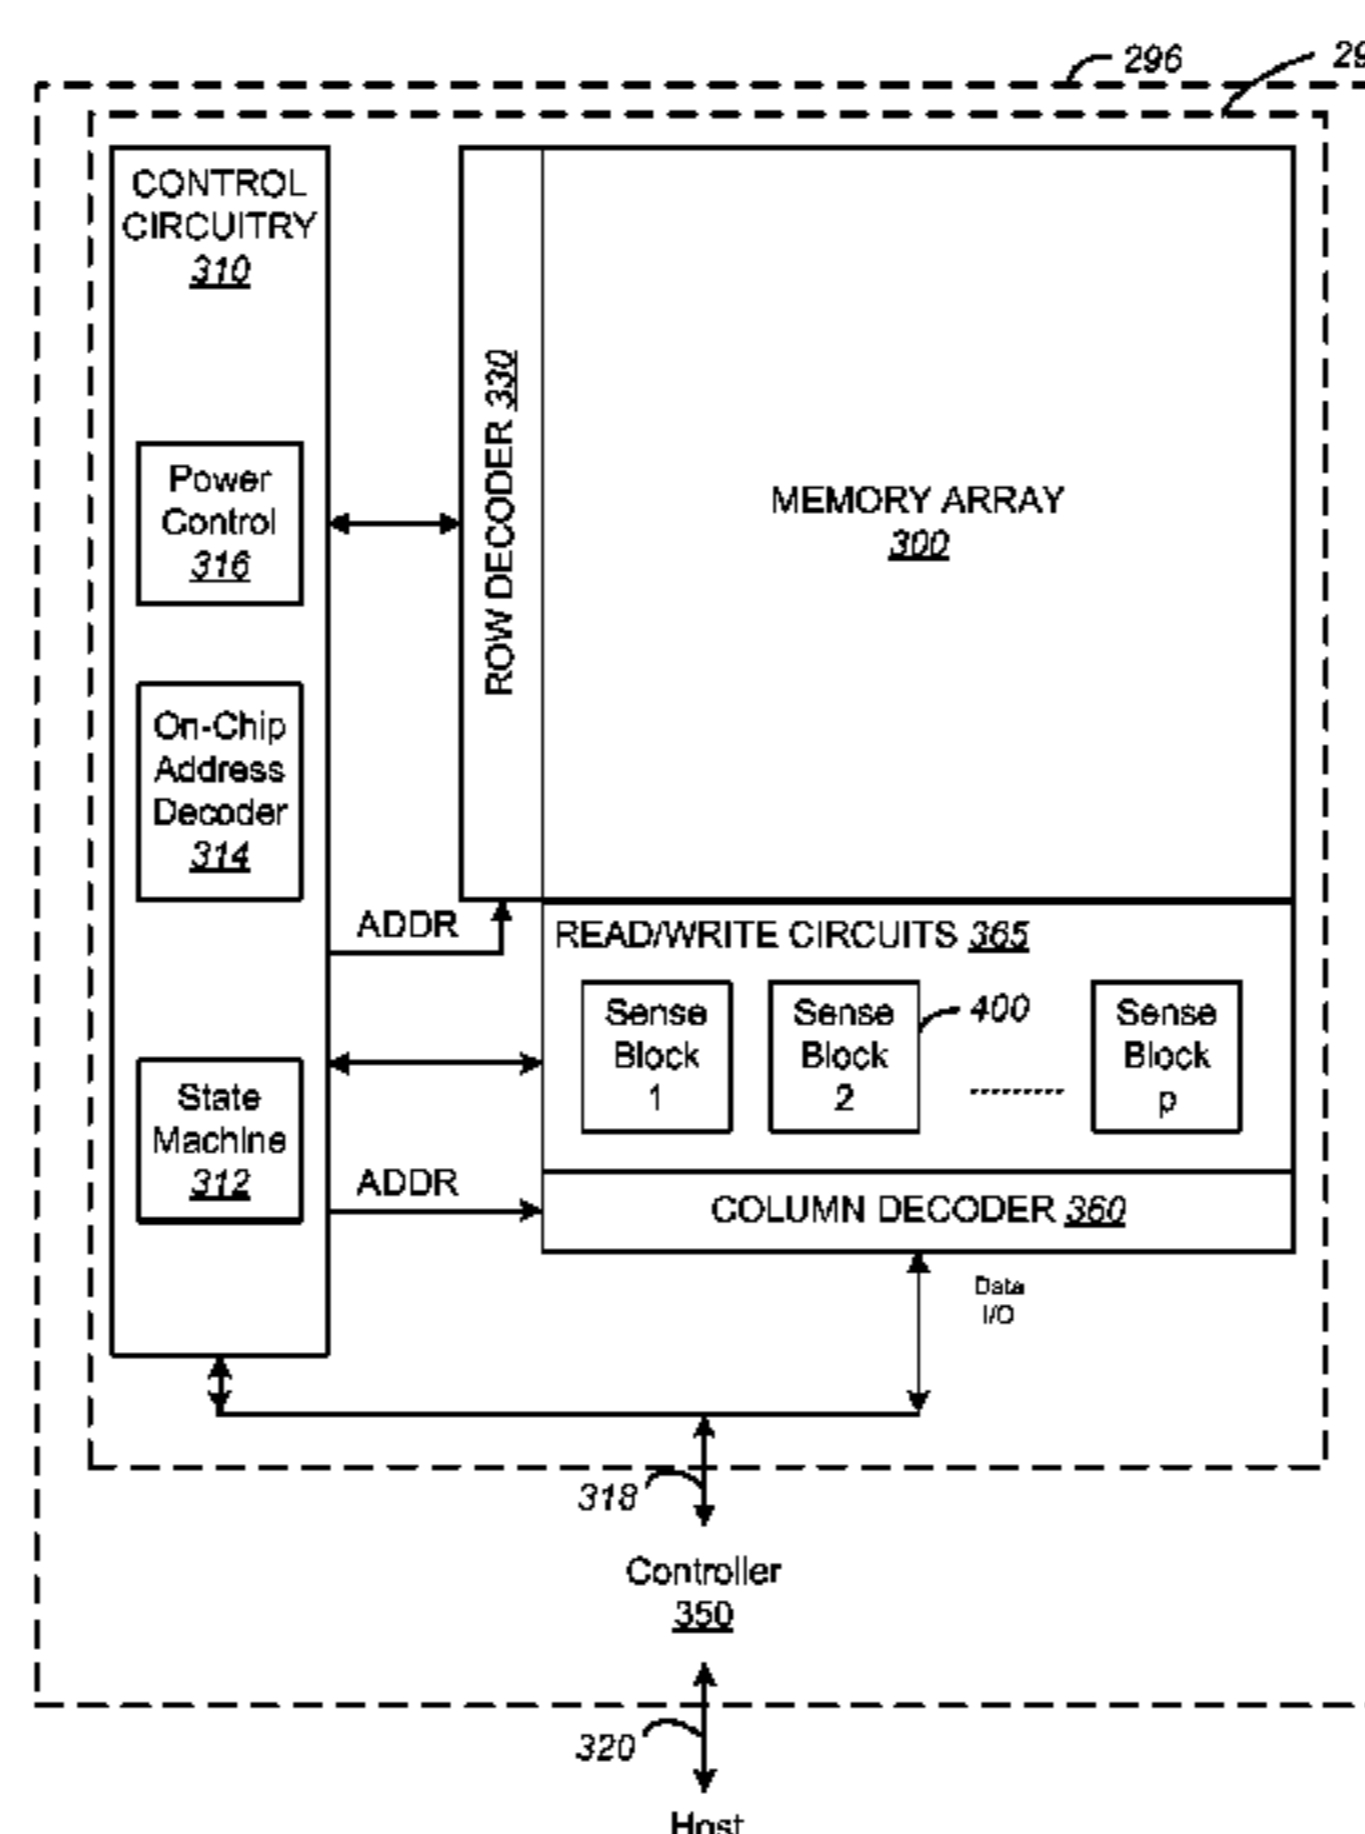 296
CONTROL
CIRCUITRY
310
Power
Control
316
On-Chip
Address
Decoder
314
State
Machine
312
ROW DECODER 330
MEMORY ARRAY
300
ADDR
READ/WRITE CIRCUITS 365
Sense
Block
1
Sense
Block
2
400
.........
Sense
Block
p
ADDR
COLUMN DECODER 360
Data
I/O
318
Controller
350
320
Host